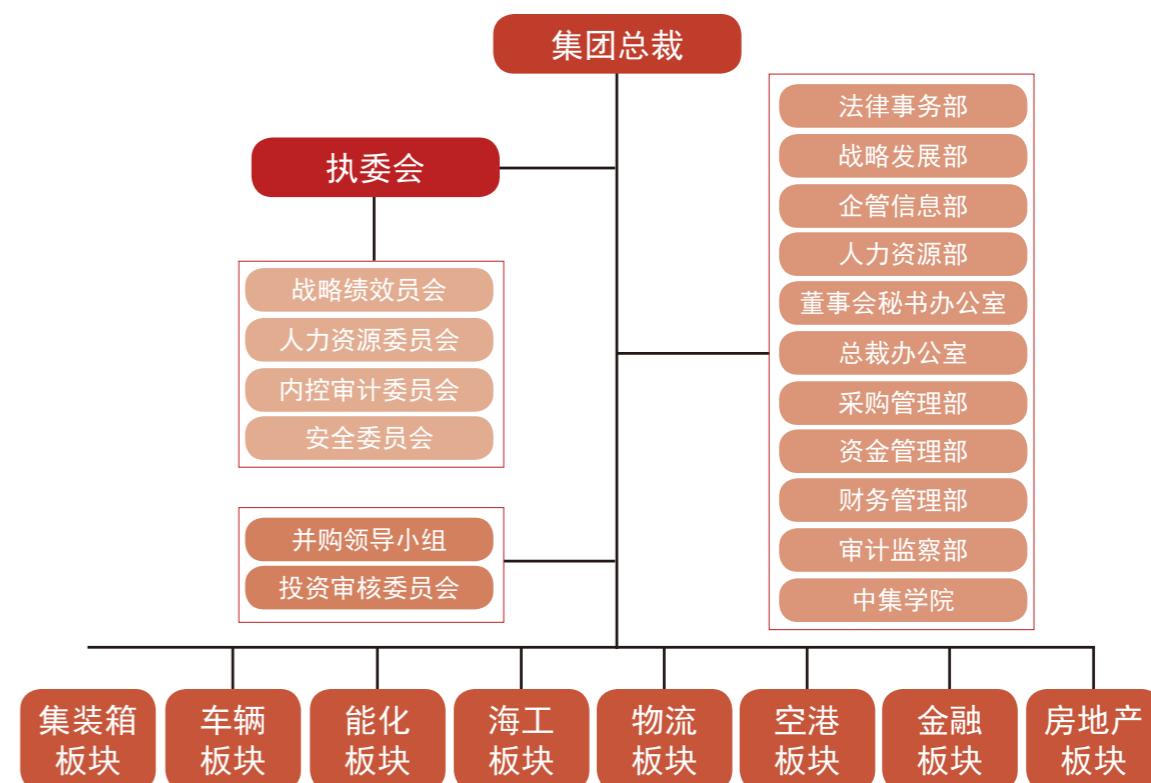 集团总裁
执委会
战略绩效员会
人力资源委员会
内控审计委员会
安全委员会
并购领导小组
投资审核委员会
法律事务部
战略发展部
企管信息部
人力资源部
董事会秘书办公室
总裁办公室
采购管理部
资金管理部
财务管理部
审计监察部
中集学院
集装箱
板块
车辆
板块
能化
板块
海工
板块
物流
板块
空港
板块
金融
板块
房地产
板块